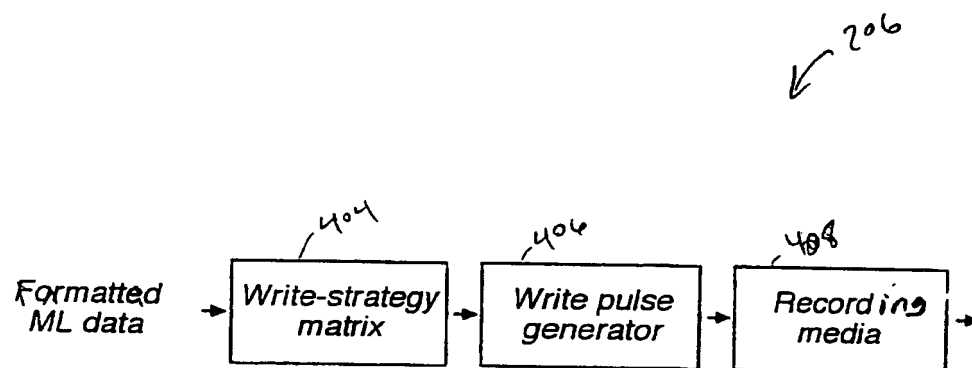 206
404
406
408
Formatted
ML data
Write-strategy
matrix
Write pulse
generator
Recording
media